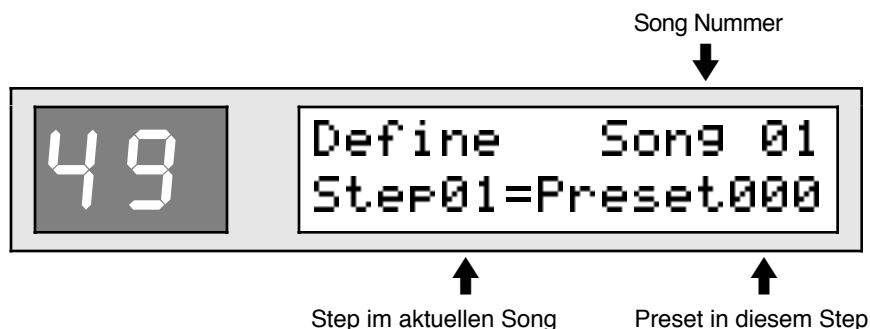 Song Nummer
49
Define Song 01
Step01=Preset000
Step im aktuellen Song
Preset in diesem Step